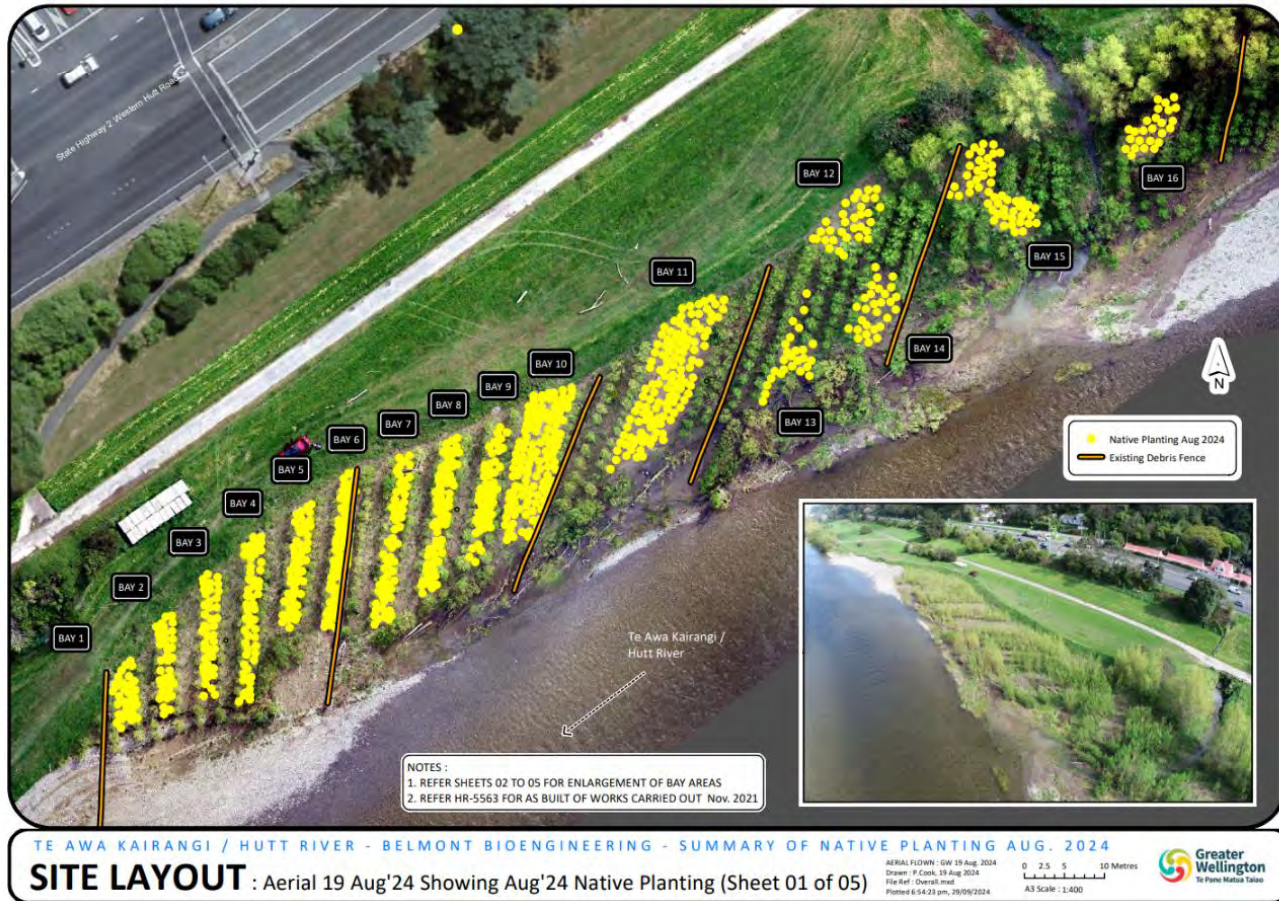 State Highway 2 Western Hutt Road
BAY 12
BAY 16
BAY 15
BAY 11
BAY 14
BAY 10
BAY 9
BAY 8
BAY 13
BAY 7
BAY 6
BAY 5
BAY 4
BAY 3
BAY 2
BAY 1
N
Native Planting Aug 2024
Existing Debris Fence
Te Awa Kairangi /
Hutt River
NOTES :
1. REFER SHEETS 02 TO 05 FOR ENLARGEMENT OF BAY AREAS
2. REFER HR-5563 FOR AS BUILT OF WORKS CARRIED OUT Nov. 2021
TE AWA KAIRANGI / HUTT RIVER - BELMONT BIOENGINEERING - SUMMARY OF NATIVE PLANTING AUG. 2024
SITE LAYOUT : Aerial 19 Aug'24 Showing Aug'24 Native Planting (Sheet 01 of 05)
AERIAL FLOWN : GW 19 Aug. 2024
Drawn : P.Cook, 19 Aug 2024
File Ref : Overall.mxd
Plotted 6:54:23 pm, 29/09/2024
0 2.5 5 10 Metres
A3 Scale : 1:400
Greater
Wellington
Te Pane Matua Taiao